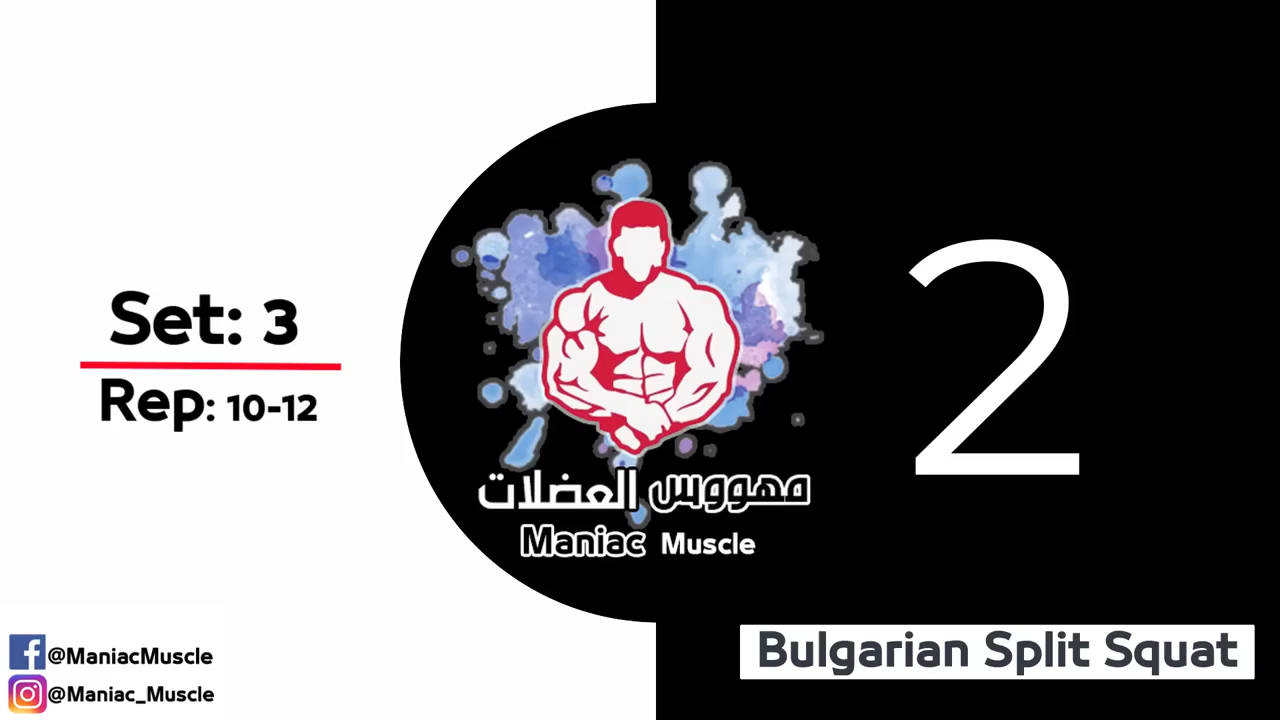 Set: 3
Rep: 10-12
مهووس العضلات
Maniac Muscle
2
Bulgarian Split Squat
@ManiacMuscle
@Maniac_Muscle